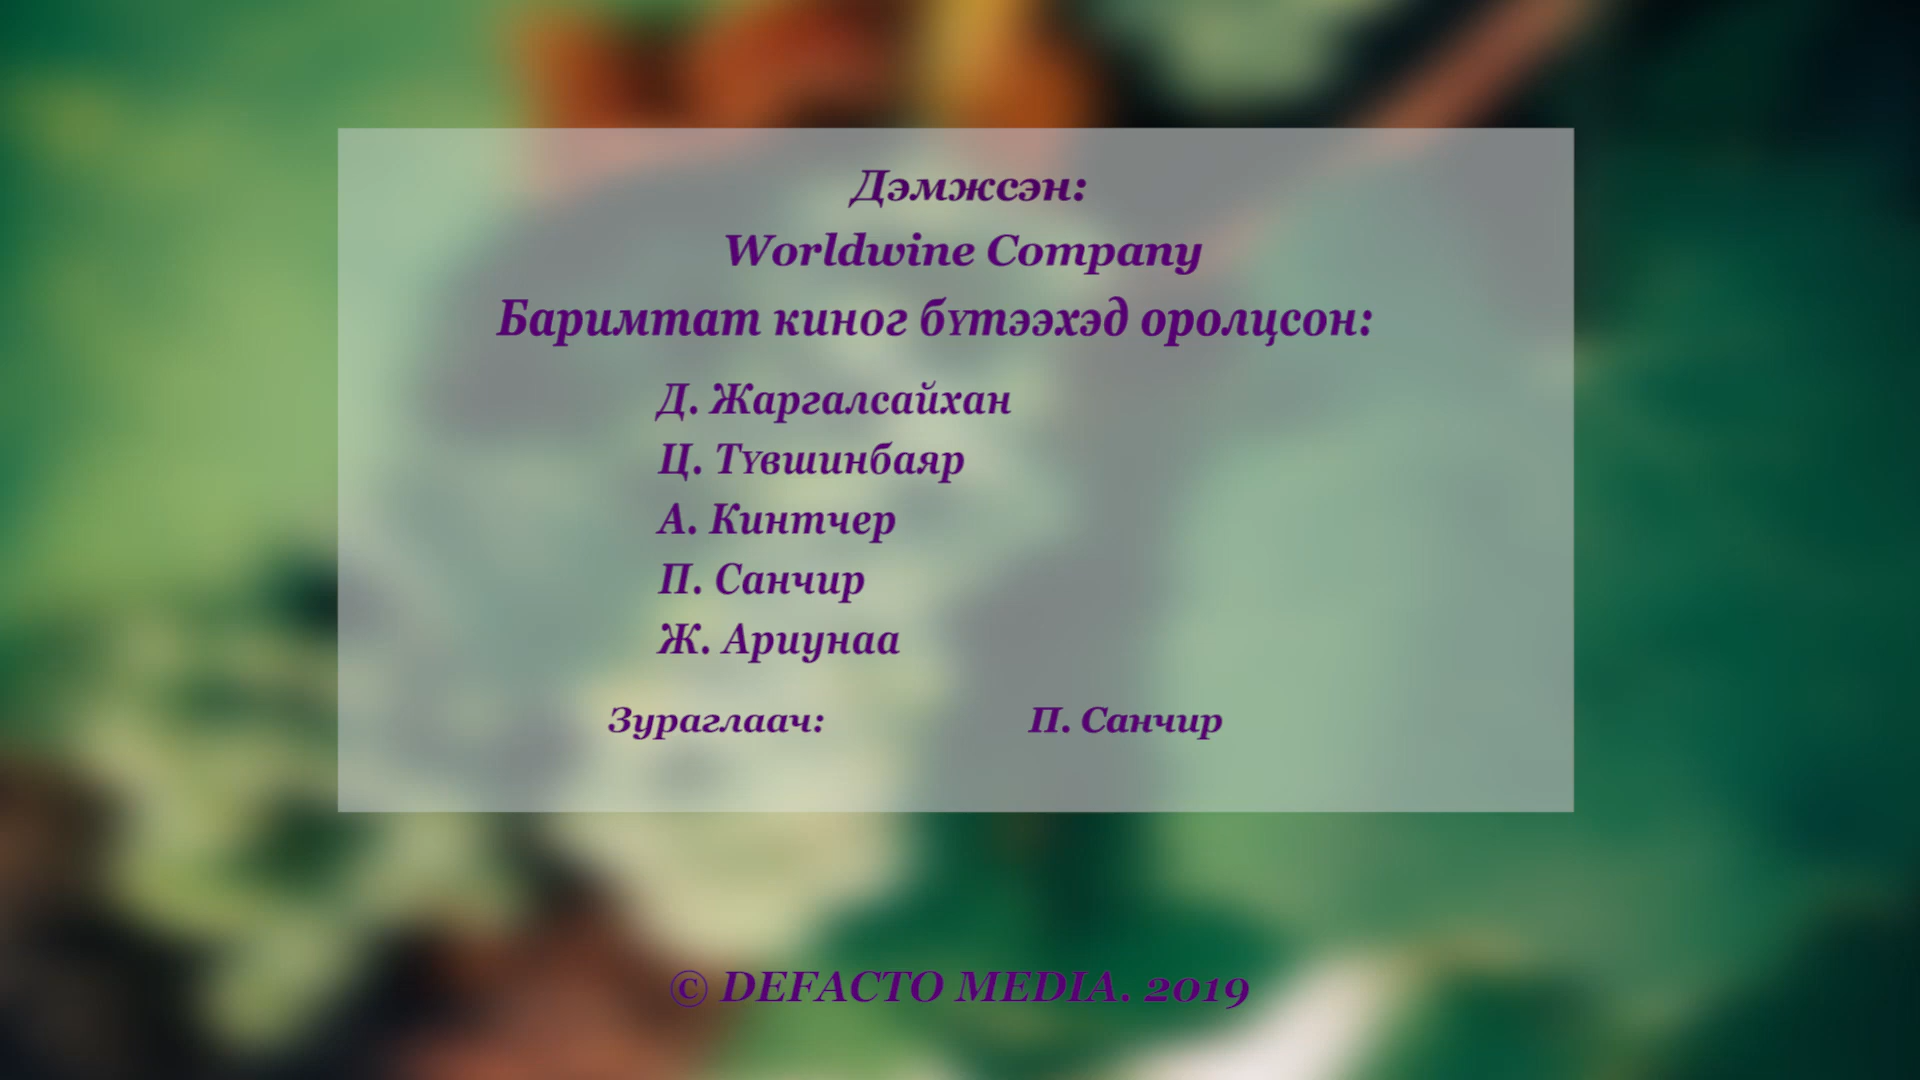 Дэмжсэн:
Worldwine Company
Баримтат киног бүтээхэд оролцсон:
Д. Жаргалсайхан
Ц. Түвшинбаяр
А. Кинтчер
П. Санчир
Ж. Ариунаа
Зураглаач: П. Санчир
© DEFACTO MEDIA. 2019